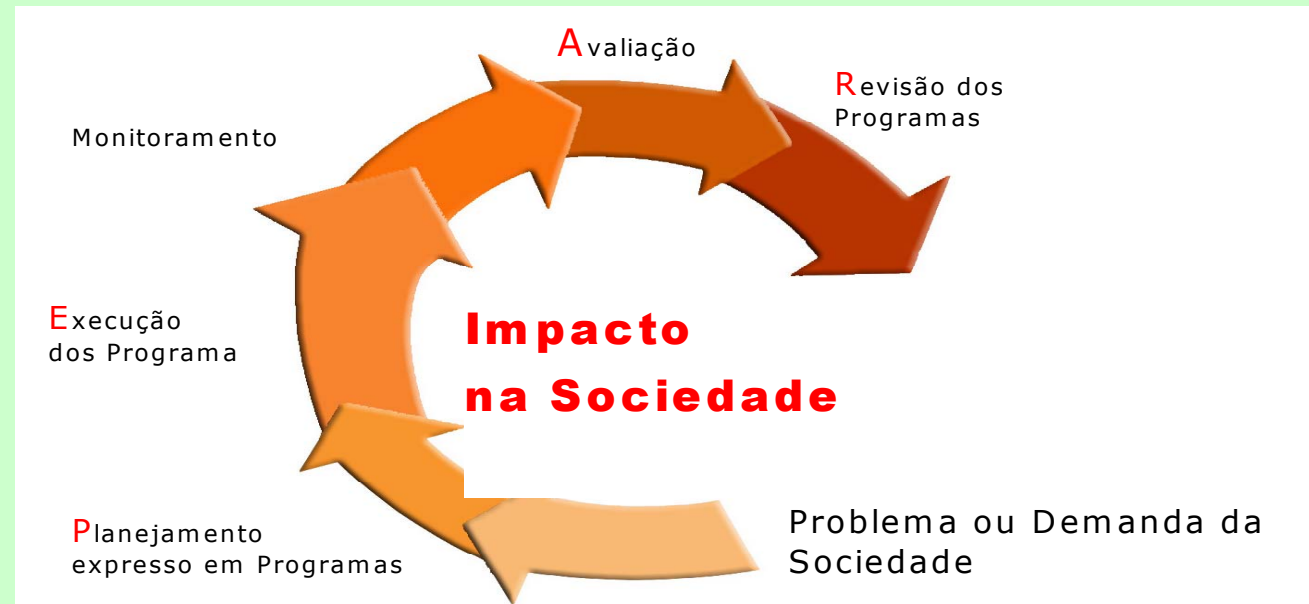 Avaliação
Revisão dos
Programas
Monitoramento
Execução
dos Programa
Impacto
na Sociedade
Planejamento
expresso em Programas
Problema ou Demanda da
Sociedade